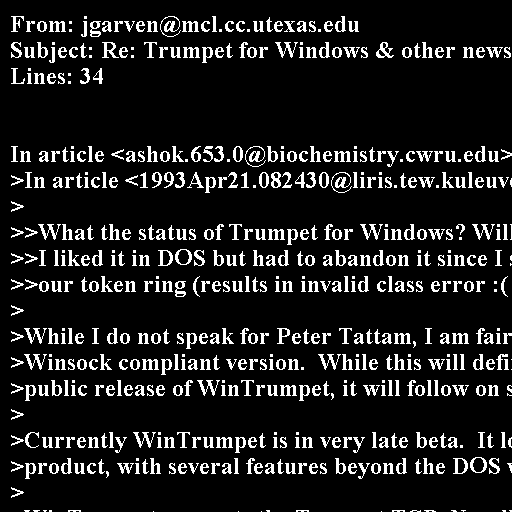 From: jgarven@mcl.cc.utexas.edu
Subject: Re: Trumpet for Windows & other news
Lines: 34
In article <ashok.653.0@biochemistry.cwru.edu>
>In article <1993Apr21.082430@liris.tew.kuleuv
>
>>What the status of Trumpet for Windows? Will
>>I liked it in DOS but had to abandon it since I
>>our token ring (results in invalid class error :(
>
>While I do not speak for Peter Tattam, I am fair
>Winsock compliant version.  While this will defi
>public release of WinTrumpet, it will follow on
>
>Currently WinTrumpet is in very late beta.  It lo
>product, with several features beyond the DOS
>